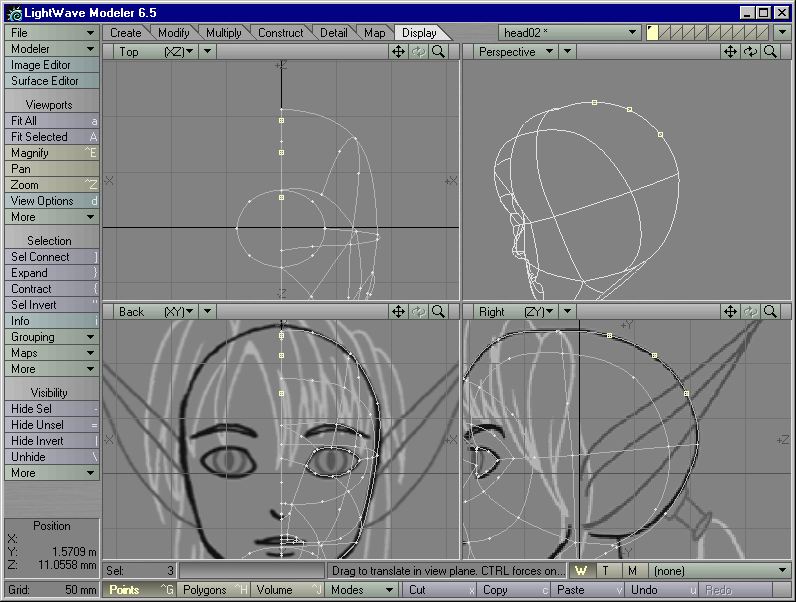 LightWave Modeler 6.5
File
Create Modify Multiply Construct Detail Map Display
head02 *
Modeler
Top (XZ)
Perspective
Image Editor
Surface Editor
Viewports
Fit All a
Fit Selected A
Magnify ^E
Pan
Zoom ^Z
View Options d
More
Selection
Sel Connect ]
Expand }
Contract {
Sel Invert "
Info i
Grouping
Maps
More
Visibility
Hide Sel -
Hide Unsel =
Hide Invert |
Unhide \
More
+Z
-X
+X
-Z
Back (XY)
Right (ZY)
-X
+X
+Y
+Z
-Y
Position
X:
Y: 1.5709 m
Z: 11.0558 mm
Sel: 3
Drag to translate in view plane. CTRL forces on...
W T M (none)
Grid: 50 mm
Points ^G Polygons ^H Volume ^J Modes Cut x Copy c Paste v Undo u Redo